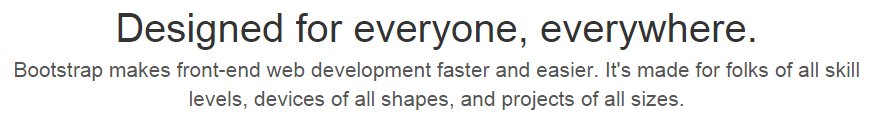 Designed for everyone, everywhere.
Bootstrap makes front-end web development faster and easier. It's made for folks of all skill
levels, devices of all shapes, and projects of all sizes.